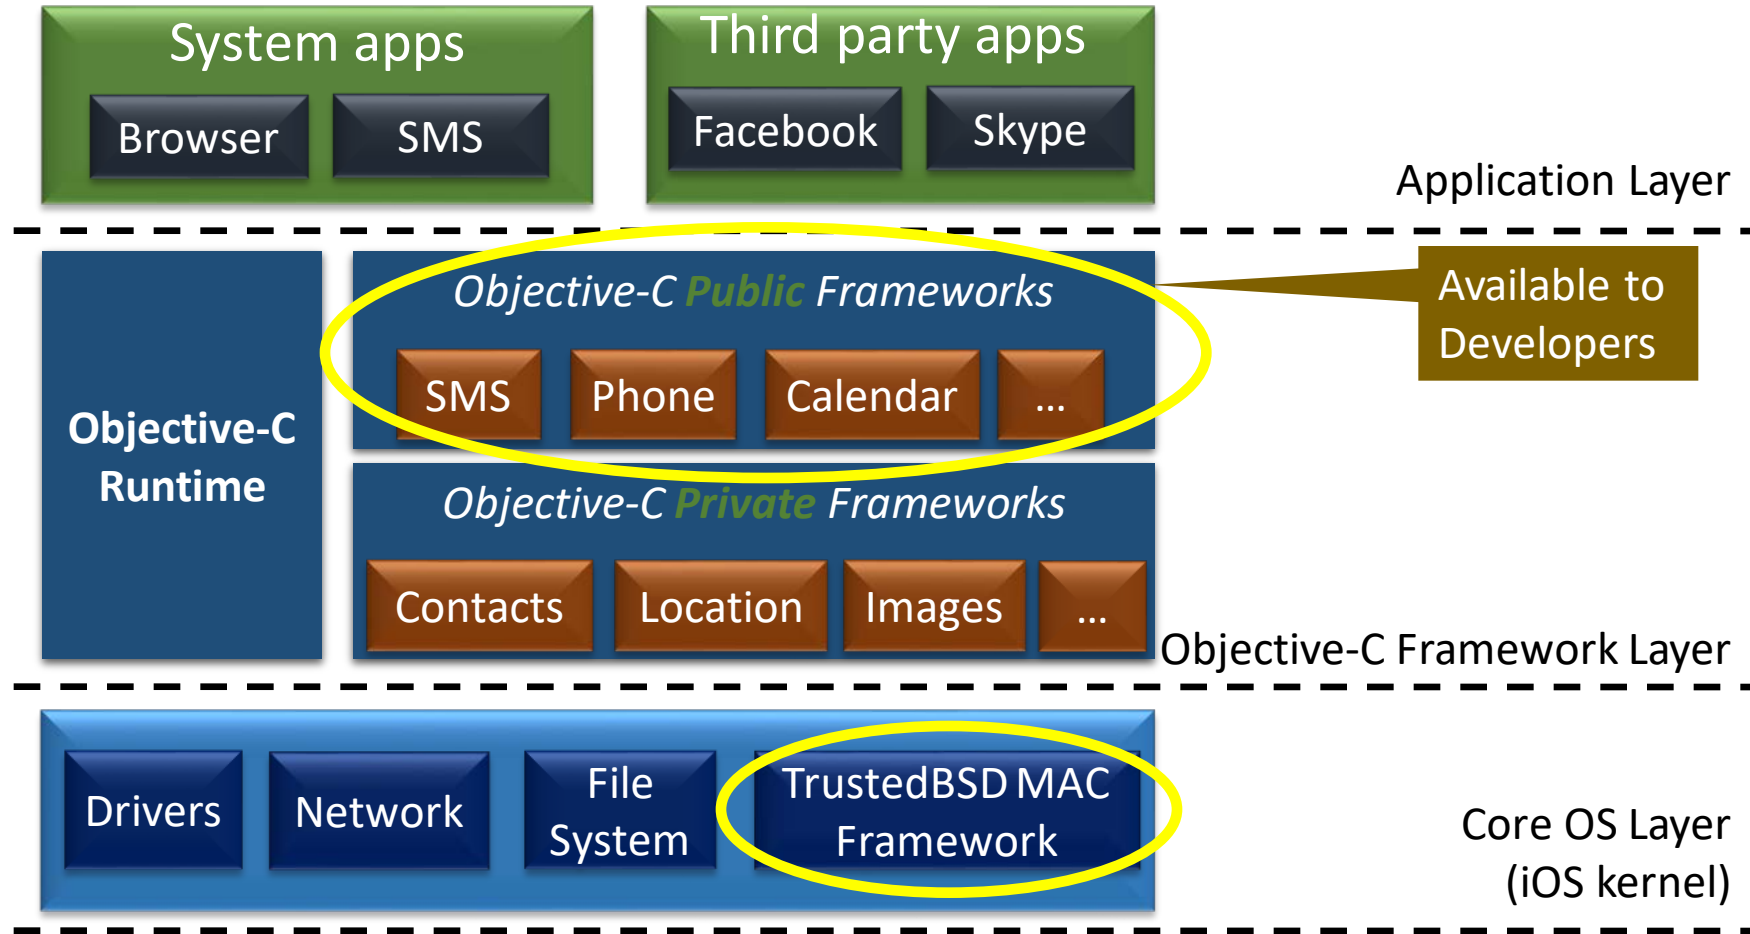 System apps
Third party apps
Browser
SMS
Facebook
Skype
Application Layer
Objective-C Public Frameworks
Available to
Developers
SMS
Phone
Calendar
...
Objective-C
Runtime
Objective-C Private Frameworks
Contacts
Location
Images
...
Objective-C Framework Layer
Drivers
Network
File
System
TrustedBSD MAC
Framework
Core OS Layer
(iOS kernel)